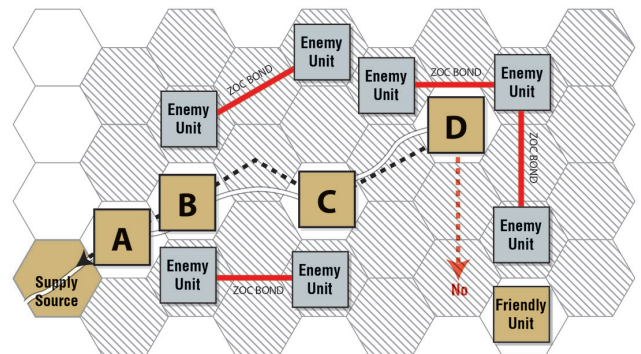 Enemy
Unit
ZOC BOND
Enemy
Unit
Enemy
Unit
ZOC BOND
Enemy
Unit
D
ZOC BOND
B
C
A
Enemy
Unit
Enemy
Unit
ZOC BOND
Enemy
Unit
Supply
Source
No
Friendly
Unit